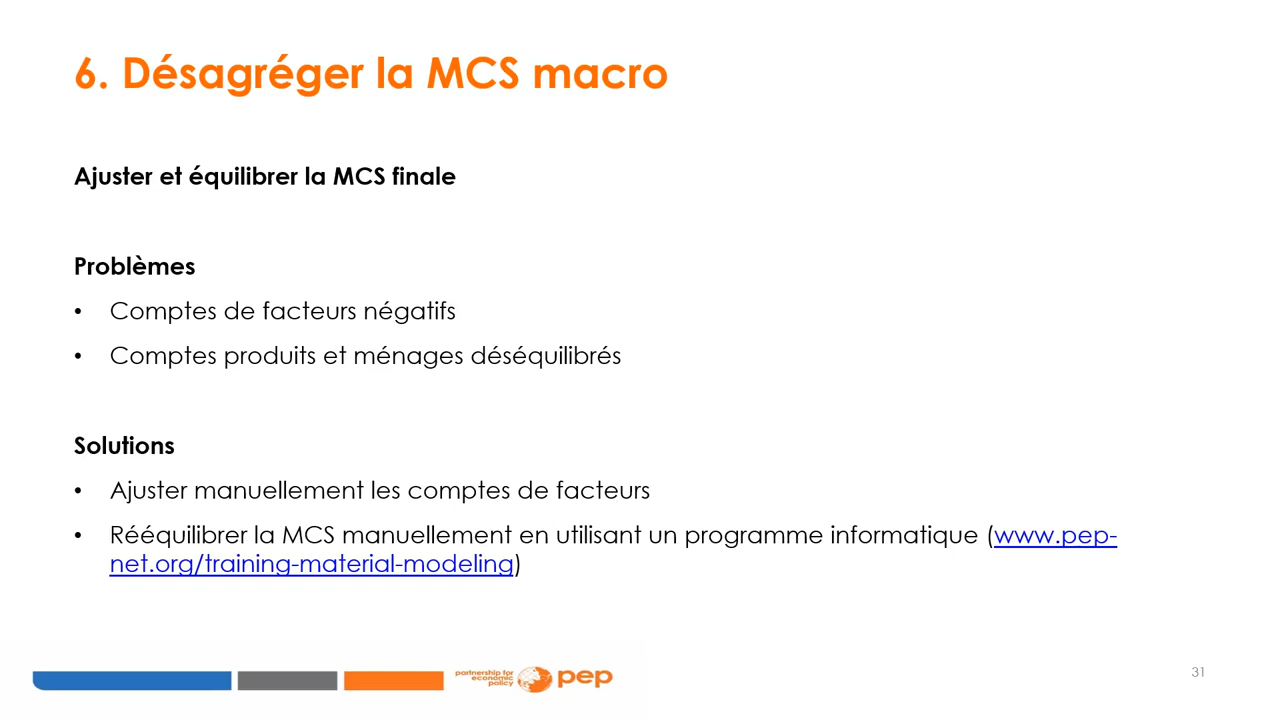 6. Désagréger la MCS macro
Ajuster et équilibrer la MCS finale
Problèmes
• Comptes de facteurs négatifs
• Comptes produits et ménages déséquilibrés
Solutions
• Ajuster manuellement les comptes de facteurs
• Rééquilibrer la MCS manuellement en utilisant un programme informatique (www.pep-
net.org/training-material-modeling)
partnership for
economic
policy
pep
31